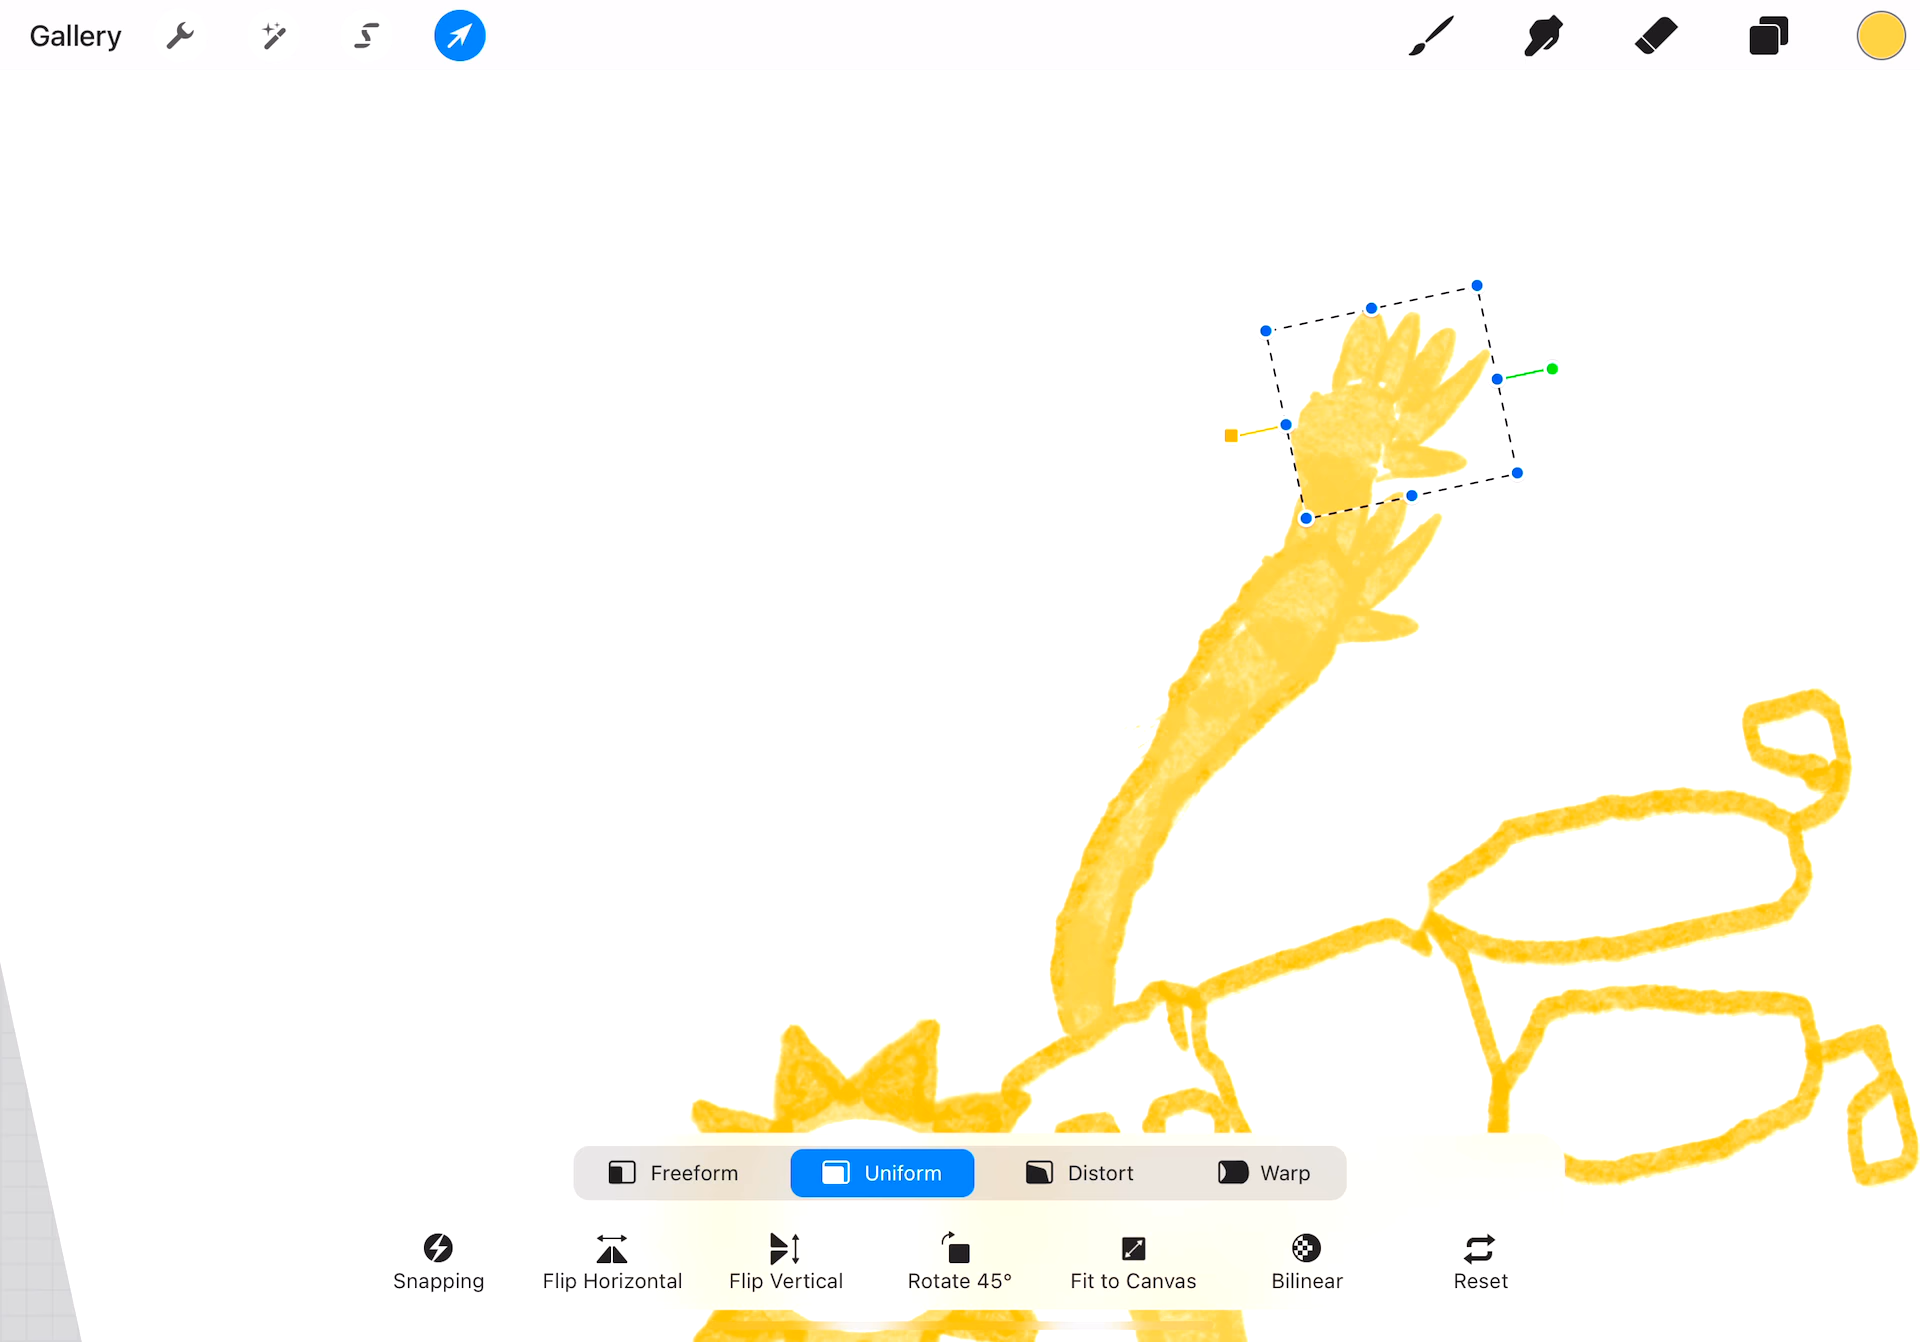 Gallery
Freeform Uniform Distort Warp
Snapping Flip Horizontal Flip Vertical Rotate 45° Fit to Canvas Bilinear Reset